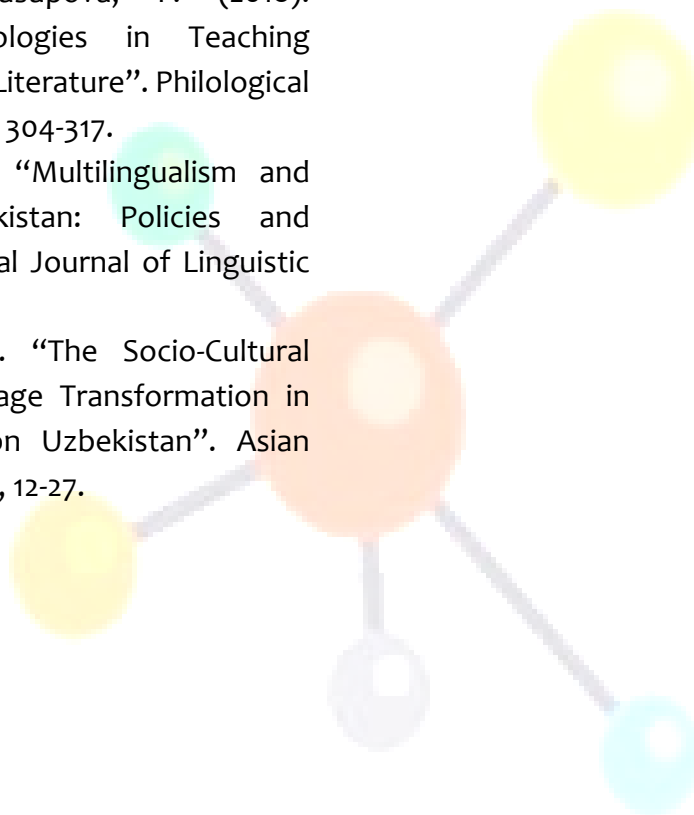 ologies in Teaching
Literature”. Philological
304-317.
“Multilingualism and
kistan: Policies and
al Journal of Linguistic
. “The Socio-Cultural
age Transformation in
on Uzbekistan”. Asian
, 12-27.